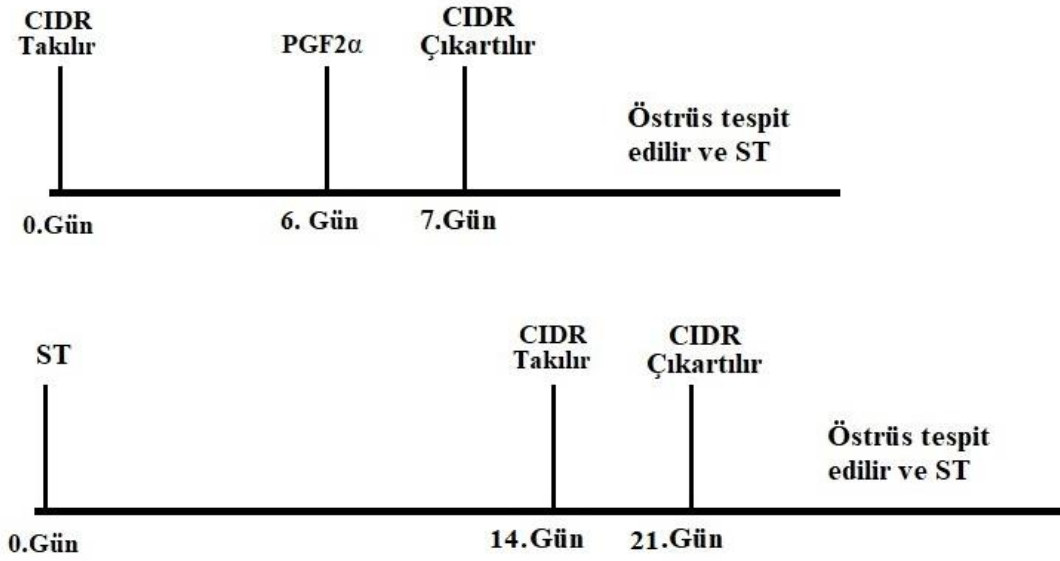 CIDR
Takılır
PGF2α
CIDR
Çıkartılır
Östrüs tespit
edilir ve ST
0.Gün
6. Gün
7.Gün
ST
CIDR
Takılır
CIDR
Çıkartılır
Östrüs tespit
edilir ve ST
0.Gün
14.Gün
21.Gün